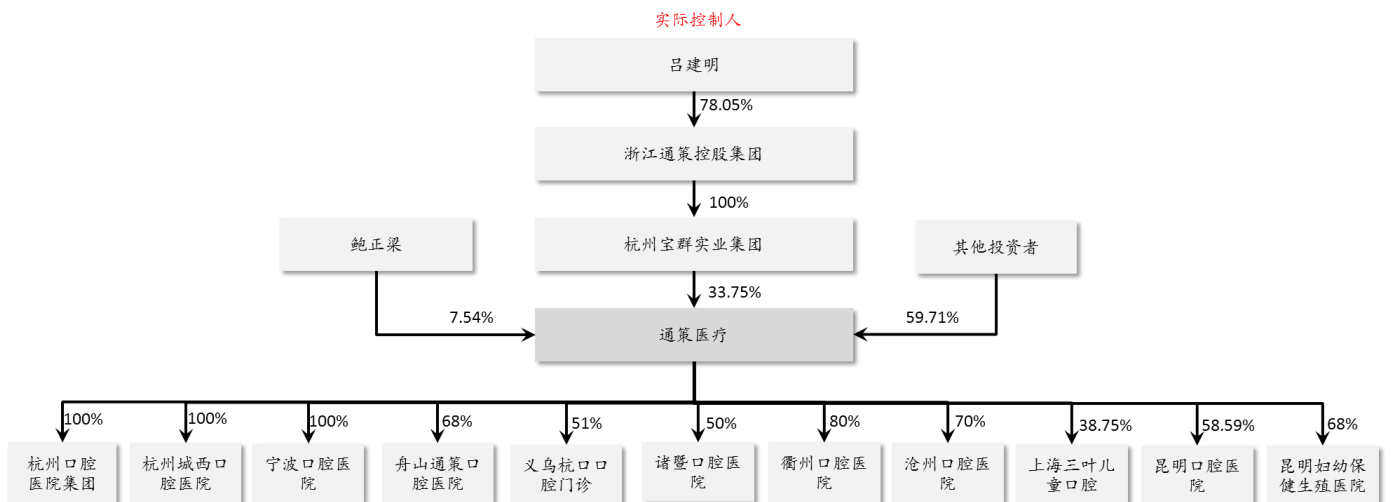 实际控制人
吕建明
78.05%
浙江通策控股集团
100%
鲍正梁
杭州宝群实业集团
其他投资者
33.75%
7.54%
59.71%
通策医疗
100%
100%
100%
68%
51%
50%
80%
70%
38.75%
58.59%
68%
杭州口腔
医院集团
杭州城西口
腔医院
宁波口腔医
院
舟山通策口
腔医院
义乌杭口口
腔门诊
诸暨口腔医
院
衢州口腔医
院
沧州口腔医
院
上海三叶儿
童口腔
昆明口腔医
院
昆明妇幼保
健生殖医院